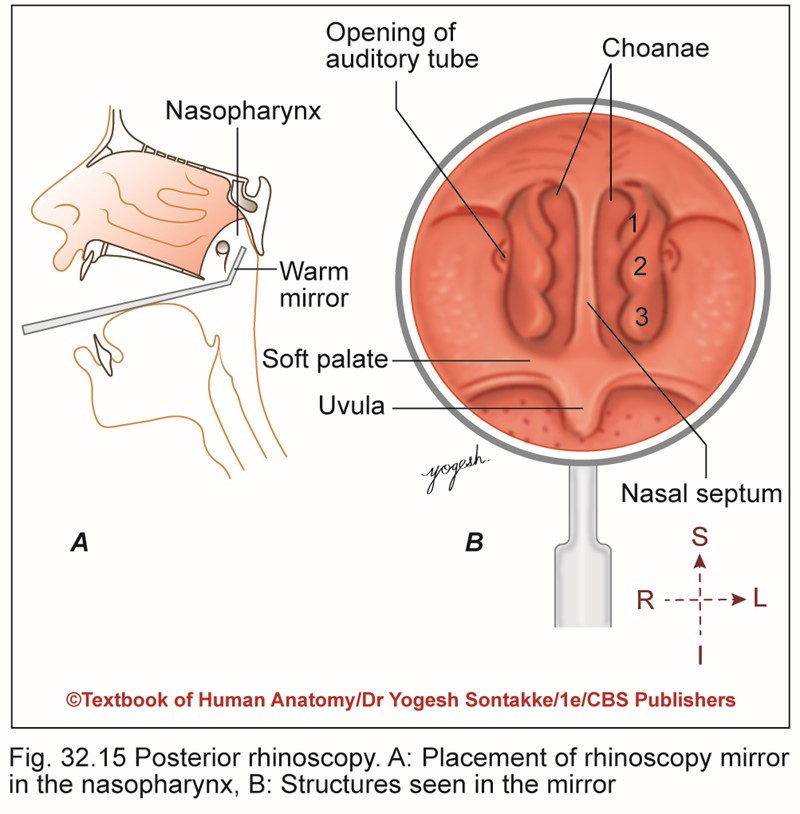 Opening of
auditory tube
Choanae
Nasopharynx
1
2
Warm
mirror
3
Soft palate
Uvula
yogesh
Nasal septum
A
B
S
R
L
I
©Textbook of Human Anatomy/Dr Yogesh Sontakke/1e/CBS Publishers
Fig. 32.15 Posterior rhinoscopy. A: Placement of rhinoscopy mirror
in the nasopharynx, B: Structures seen in the mirror